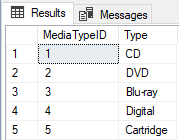 Results Messages
MediaTypeID Type
1 1 CD
2 2 DVD
3 3 Blu-ray
4 4 Digital
5 5 Cartridge